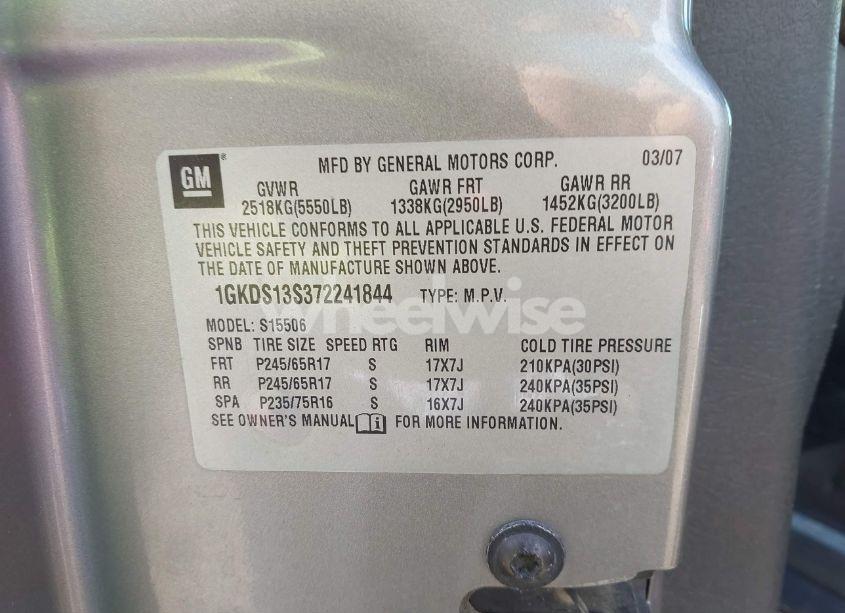 GM
MFD BY GENERAL MOTORS CORP. 03/07
GVWR GAWR FRT GAWR RR
2518KG(5550LB) 1338KG(2950LB) 1452KG(3200LB)
THIS VEHICLE CONFORMS TO ALL APPLICABLE U.S. FEDERAL MOTOR
VEHICLE SAFETY AND THEFT PREVENTION STANDARDS IN EFFECT ON
THE DATE OF MANUFACTURE SHOWN ABOVE.
1GKDS13S372241844 TYPE: M.P.V.
wheelwise
MODEL: S15506
SPNB TIRE SIZE SPEED RTG RIM COLD TIRE PRESSURE
FRT P245/65R17 S 17X7J 210KPA(30PSI)
RR P245/65R17 S 17X7J 240KPA(35PSI)
SPA P235/75R16 S 16X7J 240KPA(35PSI)
SEE OWNER'S MANUAL FOR MORE INFORMATION.